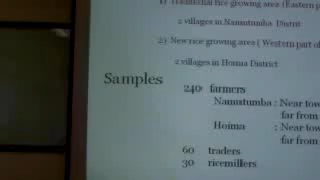 1) Traditional rice growing area (Eastern p
2 villages in Namutumba Distrit
2) New rice growing area ( Western part of
2 villages in Hoima District
Samples
240 farmers
Namutumba : Near tow
far from
Hoima : Near tow
far from
60 traders
30 ricemillers